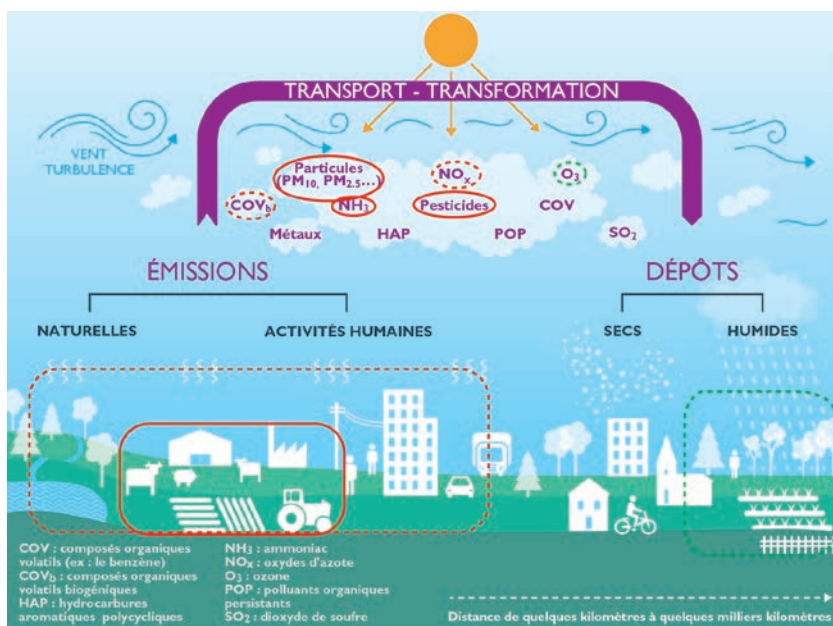 TRANSPORT - TRANSFORMATION
VENT
TURBULENCE
Particules
(PM10, PM2.5...)
NOx
O3
COVb
NH3
Pesticides
COV
Métaux
HAP
POP
SO2
ÉMISSIONS
DÉPÔTS
NATURELLES
ACTIVITÉS HUMAINES
SECS
HUMIDES
COV : composés organiques
volatils (ex : le benzène)
COVb : composés organiques
volatils biogéniques
HAP : hydrocarbures
aromatiques polycycliques
NH3 : ammoniac
NOx : oxydes d'azote
O3 : ozone
POP : polluants organiques
persistants
SO2 : dioxyde de soufre
Distance de quelques kilomètres à quelques milliers kilomètres